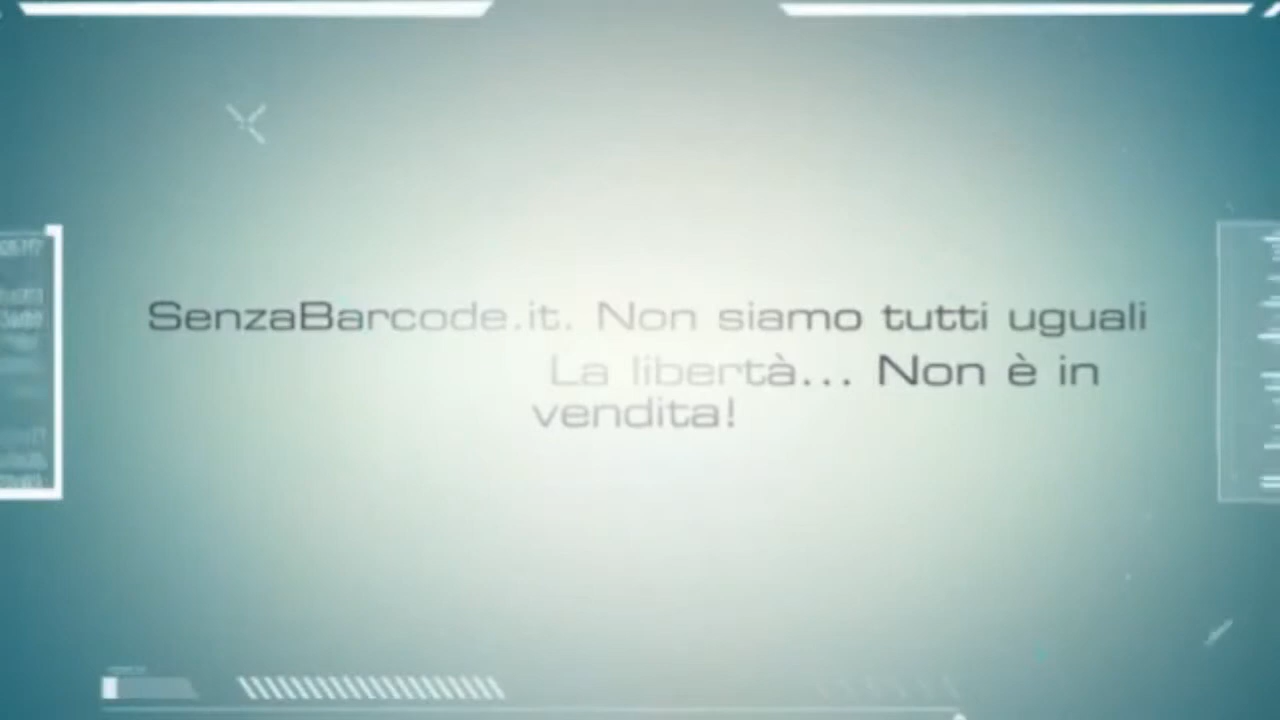 SenzaBarcode.it. Non siamo tutti uguali
La libertà... Non è in
vendita!